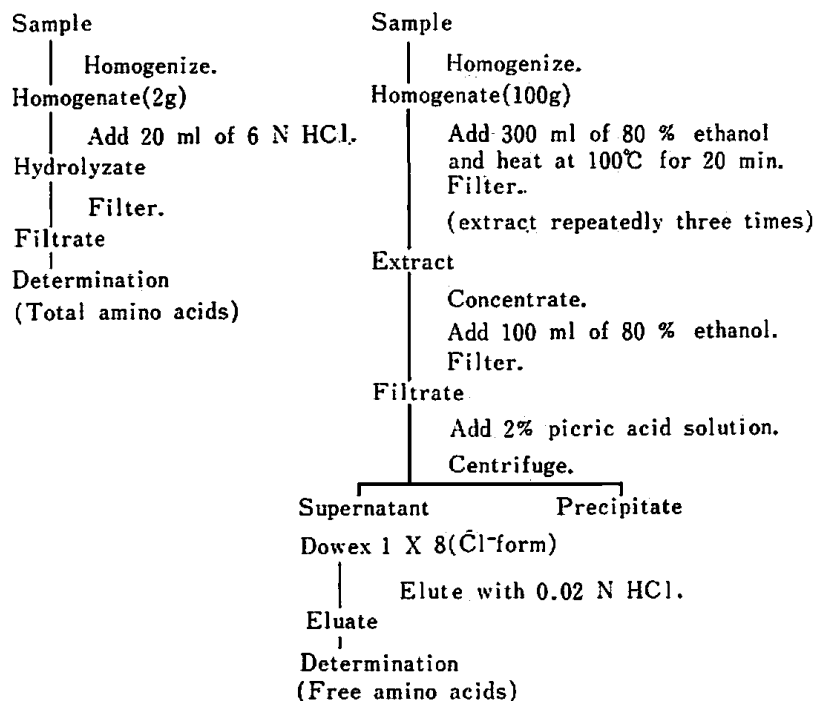 Sample
Homogenize.
Homogenate(2g)
Add 20 ml of 6 N HCl.
Hydrolyzate
Filter.
Filtrate
Determination
(Total amino acids)
Sample
Homogenize.
Homogenate(100g)
Add 300 ml of 80 % ethanol
and heat at 100℃ for 20 min.
Filter.
(extract repeatedly three times)
Extract
Concentrate.
Add 100 ml of 80 % ethanol.
Filter.
Filtrate
Add 2% picric acid solution.
Centrifuge.
Supernatant Precipitate
Dowex 1 X 8(Cl⁻form)
Elute with 0.02 N HCl.
Eluate
Determination
(Free amino acids)